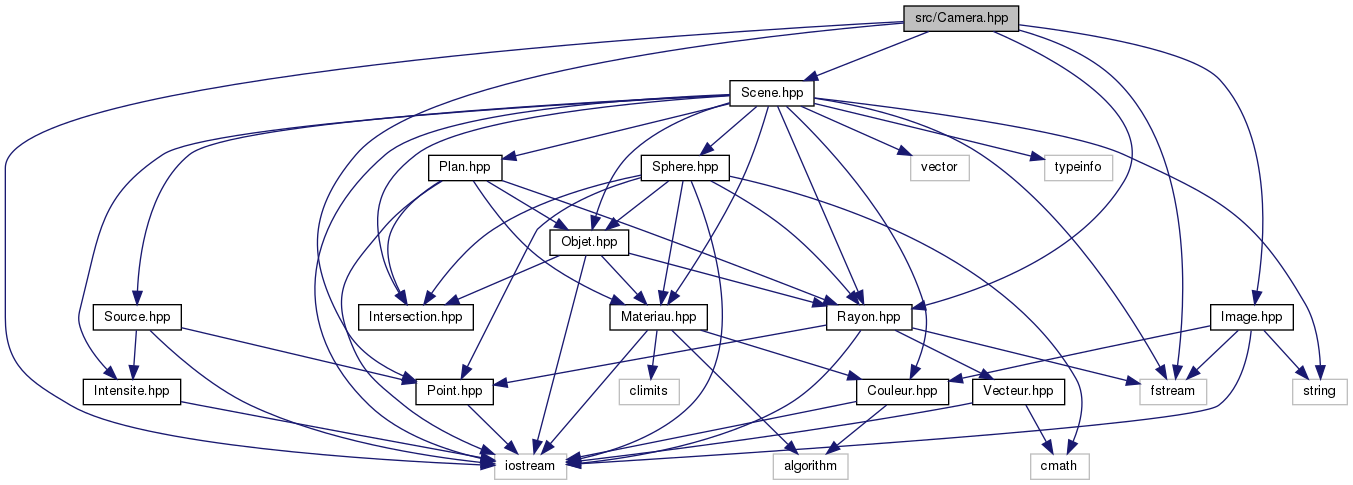 src/Camera.hpp
Scene.hpp
Plan.hpp
Sphere.hpp
vector
typeinfo
Objet.hpp
Source.hpp
Intersection.hpp
Materiau.hpp
Rayon.hpp
Image.hpp
Intensite.hpp
Point.hpp
climits
Couleur.hpp
Vecteur.hpp
fstream
string
iostream
algorithm
cmath